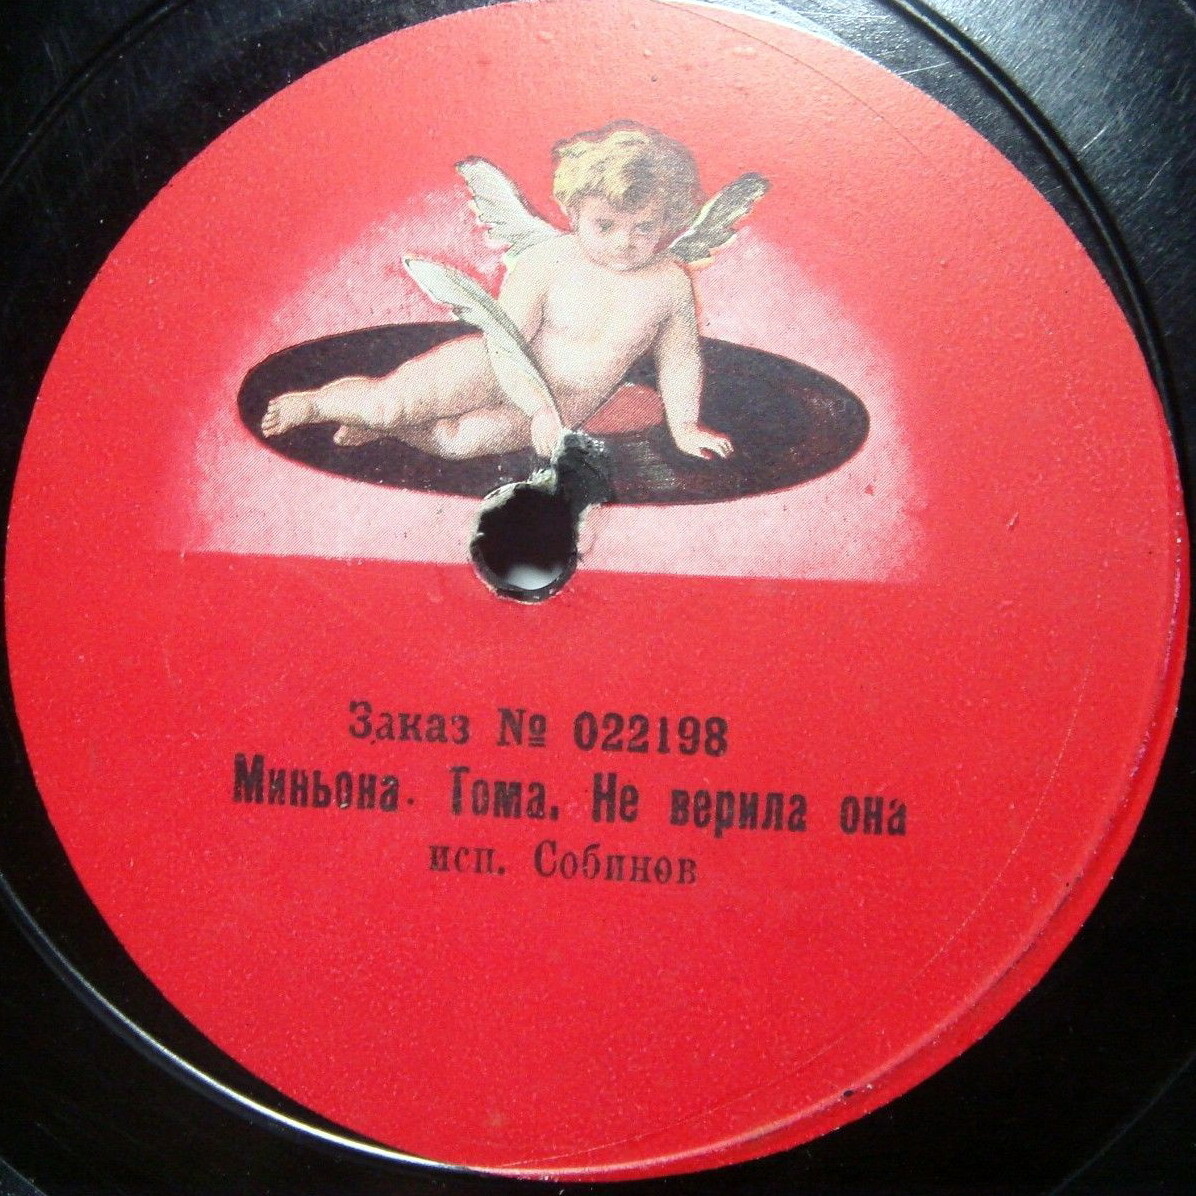 Заказ № 022198
Миньона. Тома. Не верила она
исп. Собинов